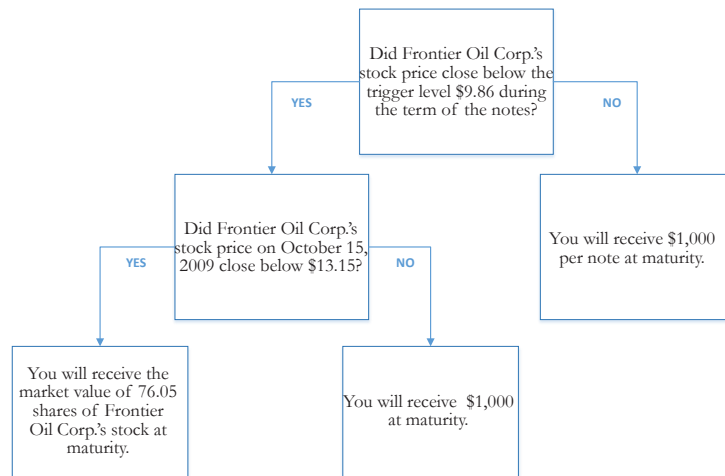 Did Frontier Oil Corp.'s
stock price close below the
trigger level $9.86 during
the term of the notes?
YES
NO
Did Frontier Oil Corp.'s
stock price on October 15,
2009 close below $13.15?
You will receive $1,000
per note at maturity.
YES
NO
You will receive the
market value of 76.05
shares of Frontier
Oil Corp.'s stock at
maturity.
You will receive $1,000
at maturity.